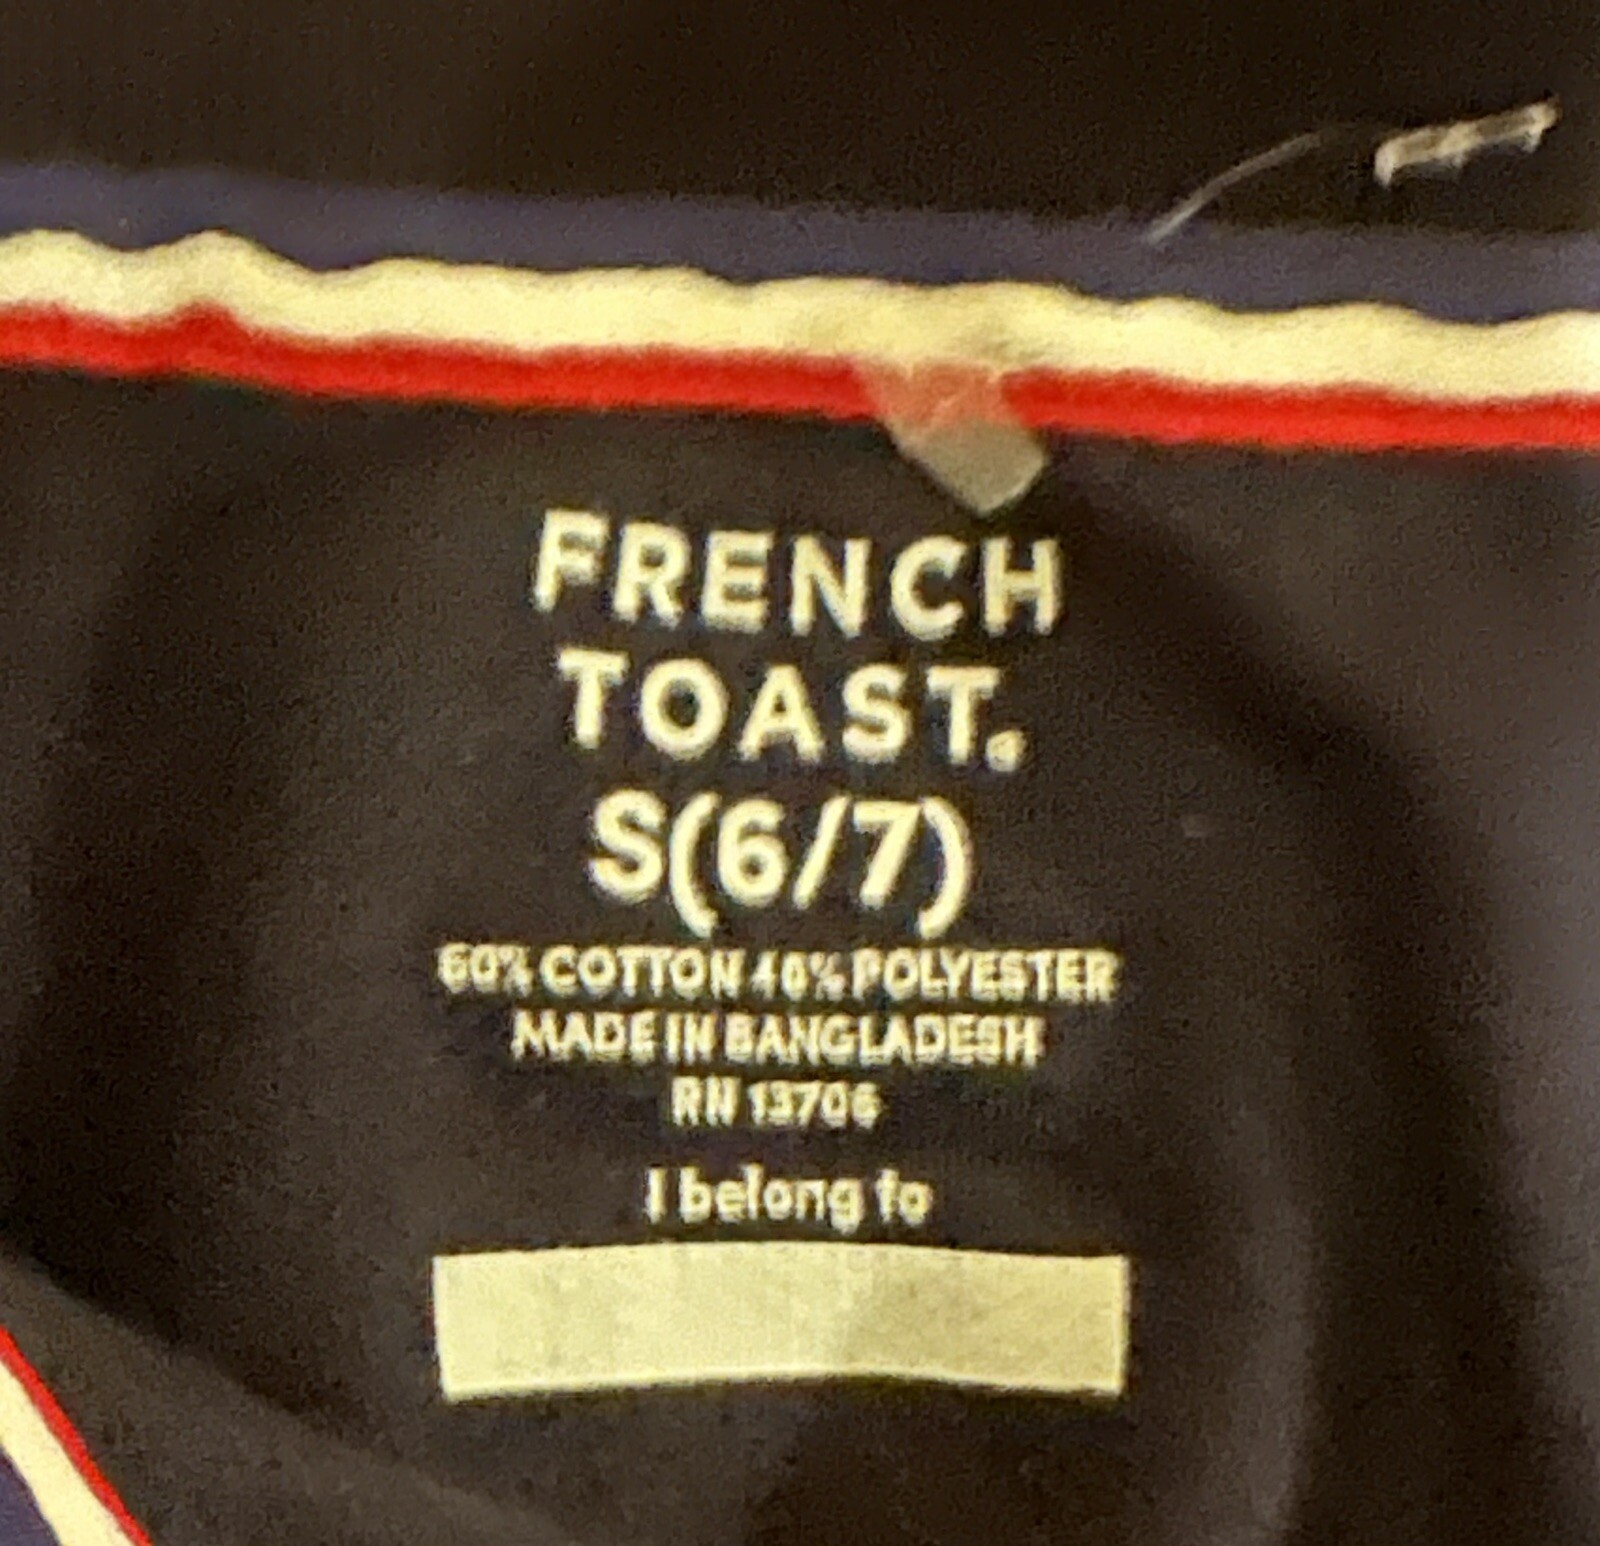 FRENCH
TOAST®
S(6/7)
60% COTTON 40% POLYESTER
MADE IN BANGLADESH
RN 13706
I belong to